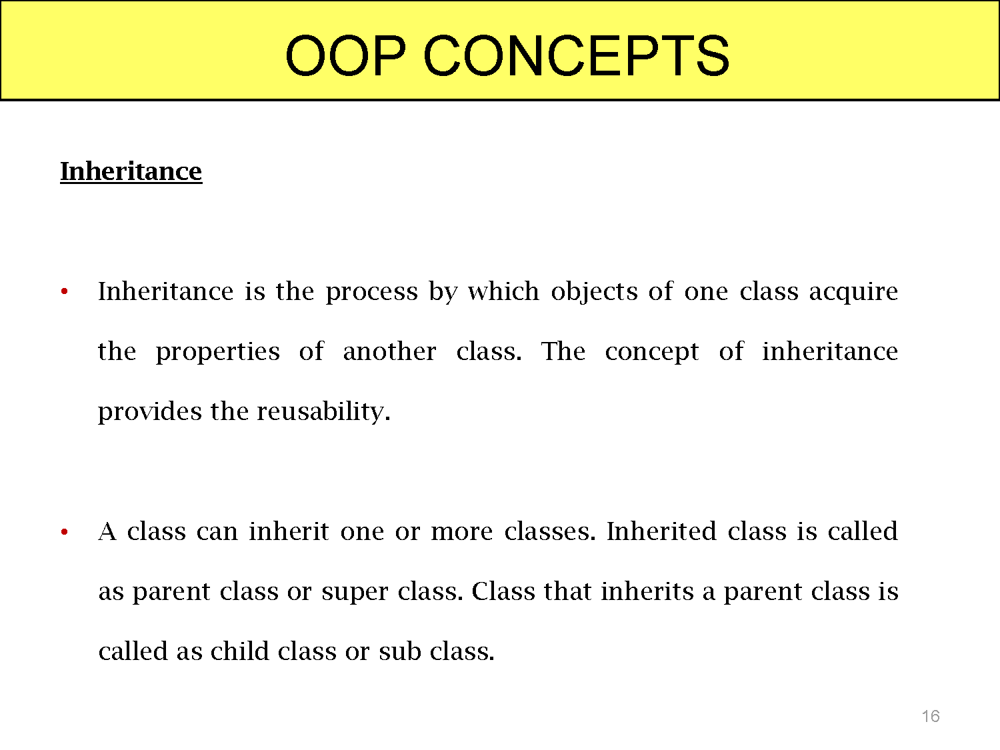 OOP CONCEPTS
Inheritance
• Inheritance is the process by which objects of one class acquire
the properties of another class. The concept of inheritance
provides the reusability.
• A class can inherit one or more classes. Inherited class is called
as parent class or super class. Class that inherits a parent class is
called as child class or sub class.
16